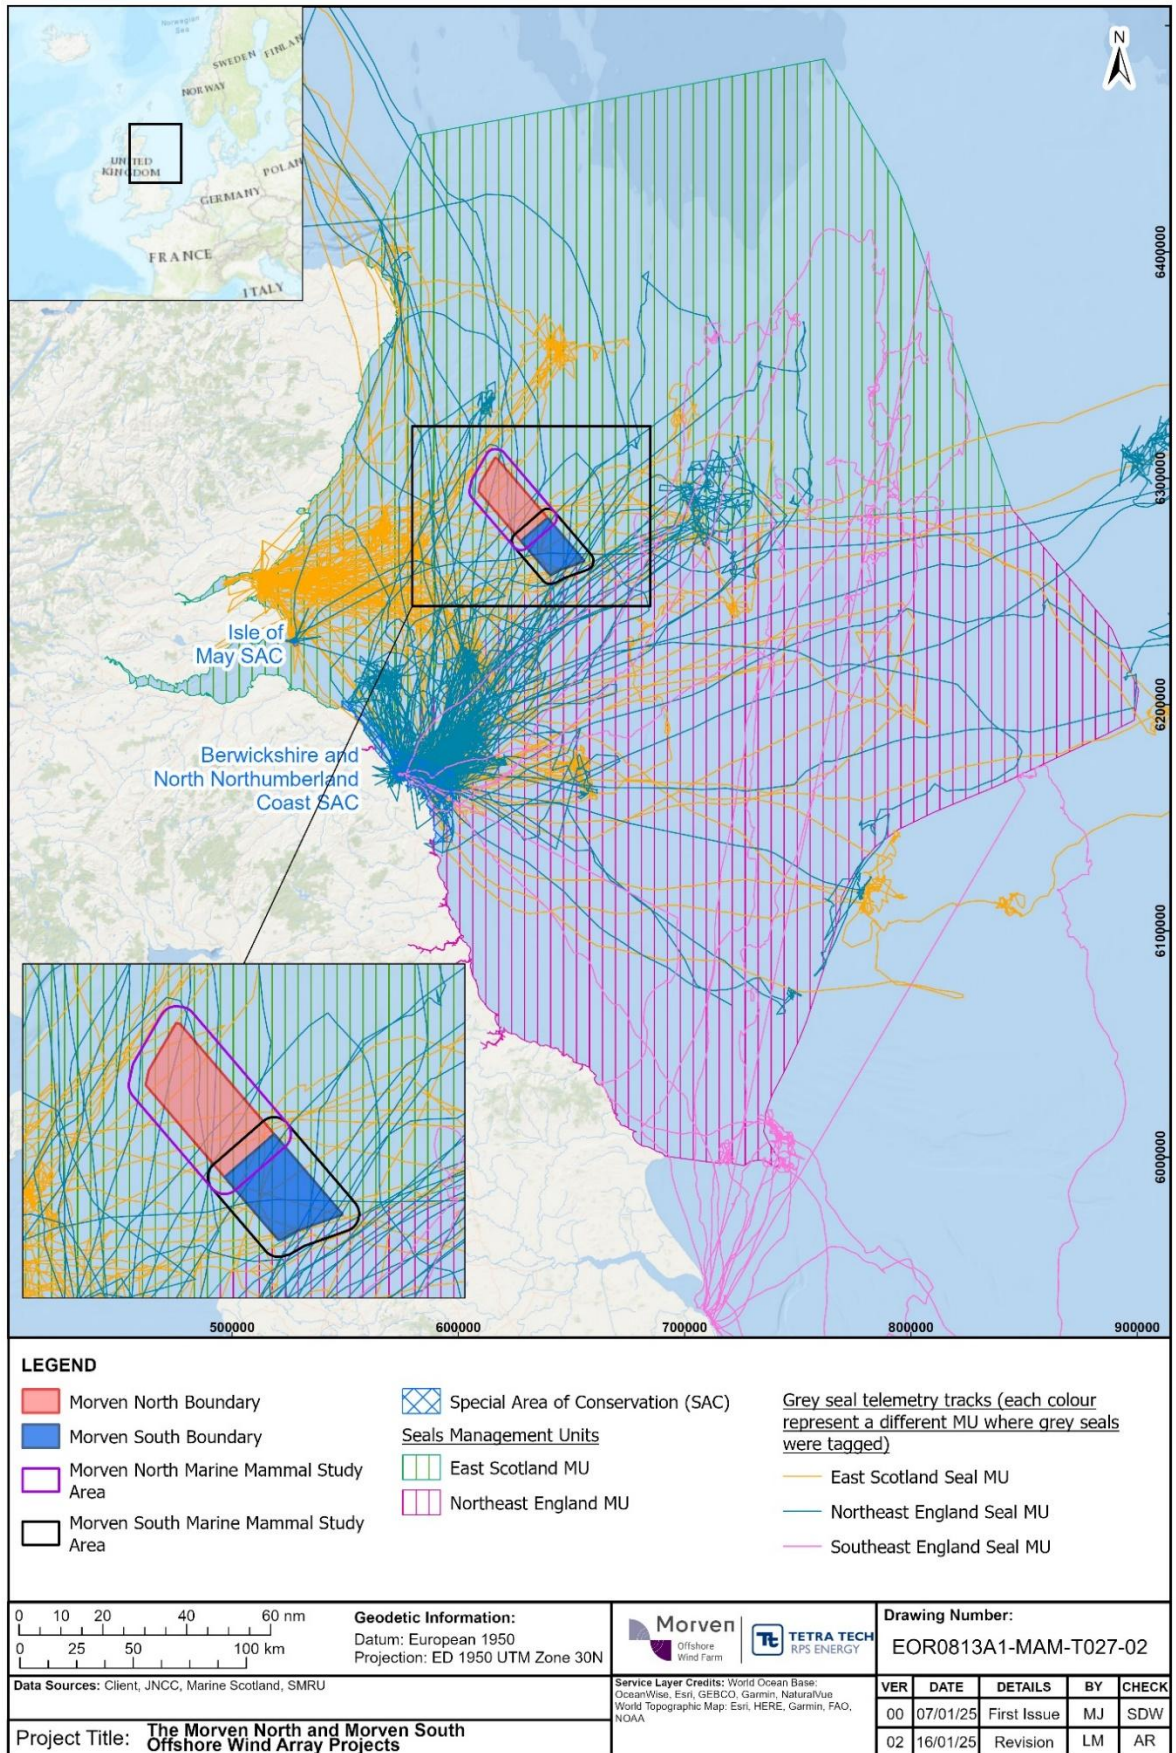 Norwegian
Sea
SWEDEN
FINLAN
NORWAY
UNITED
KINGDOM
POLAN
GERMANY
FRANCE
ITALY
N
6400000
6300000
Isle of
May SAC
6200000
Berwickshire and
North Northumberland
Coast SAC
6100000
6000000
500000
600000
700000
800000
900000
LEGEND
Morven North Boundary
Morven South Boundary
Morven North Marine Mammal Study
Area
Morven South Marine Mammal Study
Area
Special Area of Conservation (SAC)
Seals Management Units
East Scotland MU
Northeast England MU
Grey seal telemetry tracks (each colour
represent a different MU where grey seals
were tagged)
East Scotland Seal MU
Northeast England Seal MU
Southeast England Seal MU
0 10 20 40 60 nm
0 25 50 100 km
Geodetic Information:
Datum: European 1950
Projection: ED 1950 UTM Zone 30N
Morven
Offshore
Wind Farm
Tt
TETRA TECH
RPS ENERGY
Drawing Number:
EOR0813A1-MAM-T027-02
Data Sources: Client, JNCC, Marine Scotland, SMRU
Service Layer Credits: World Ocean Base:
OceanWise, Esri, GEBCO, Garmin, NaturalVue
World Topographic Map: Esri, HERE, Garmin, FAO,
NOAA
VER DATE DETAILS BY CHECK
00 07/01/25 First Issue MJ SDW
02 16/01/25 Revision LM AR
Project Title: The Morven North and Morven South
Offshore Wind Array Projects